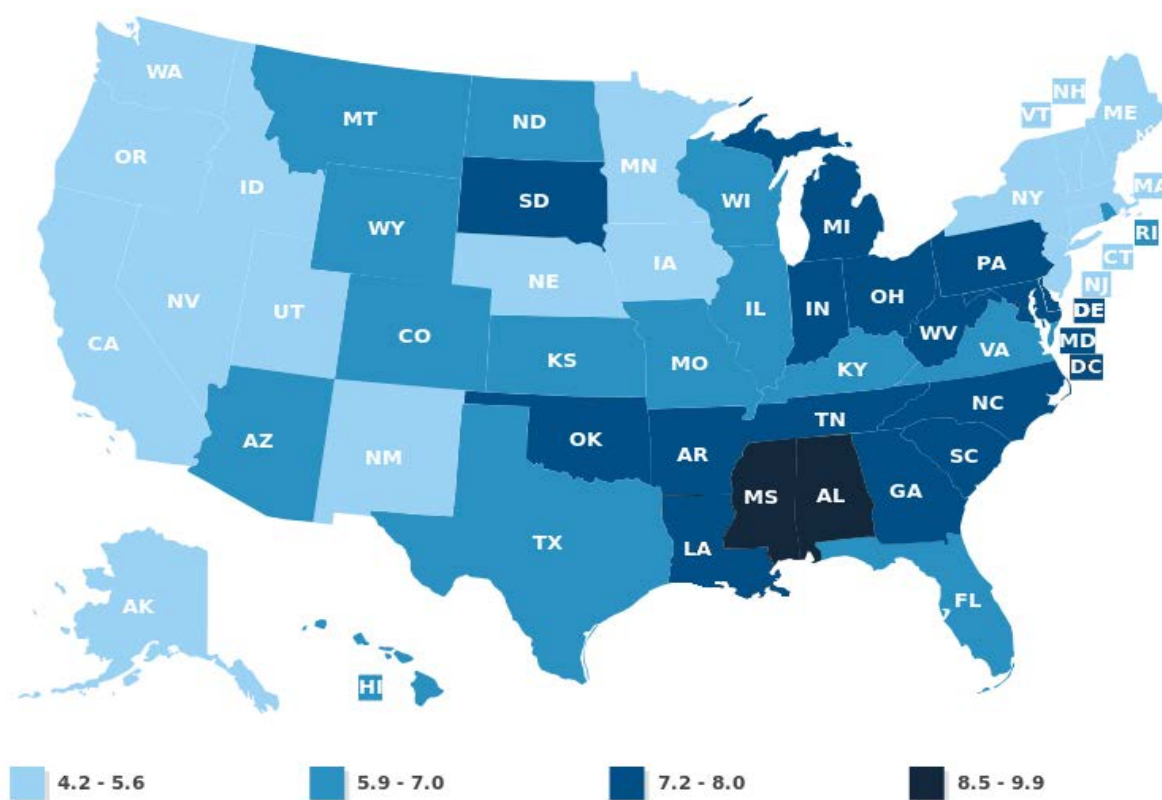 WA
MT
ND
MN
OR
ID
SD
WI
MI
NY
VT
NH
ME
MA
RI
CT
NJ
WY
NE
IA
PA
NV
UT
CO
IL
IN
OH
WV
DE
MD
DC
CA
KS
MO
KY
VA
AZ
NM
OK
AR
TN
NC
SC
MS
AL
GA
TX
LA
FL
AK
HI
4.2 - 5.6
5.9 - 7.0
7.2 - 8.0
8.5 - 9.9